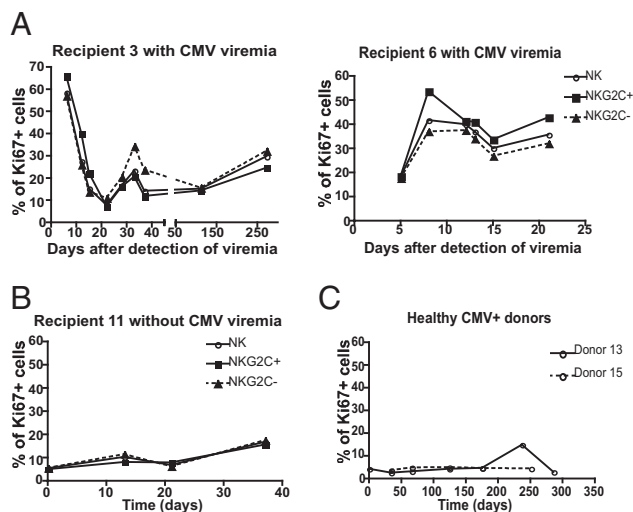 A
Recipient 3 with CMV viremia
% of Ki67+ cells
70
60
50
40
30
20
10
0
0 10 20 30 40 50 150 250
Days after detection of viremia
Recipient 6 with CMV viremia
% of Ki67+ cells
60
50
40
30
20
10
0
0 5 10 15 20 25
Days after detection of viremia
NK
NKG2C+
NKG2C-
B
Recipient 11 without CMV viremia
% of Ki67+ cells
60
50
40
30
20
10
0
0 10 20 30 40
Time (days)
NK
NKG2C+
NKG2C-
C
Healthy CMV+ donors
% of Ki67+ cells
60
50
40
30
20
10
0
0 50 100 150 200 250 300 350
Time (days)
Donor 13
Donor 15